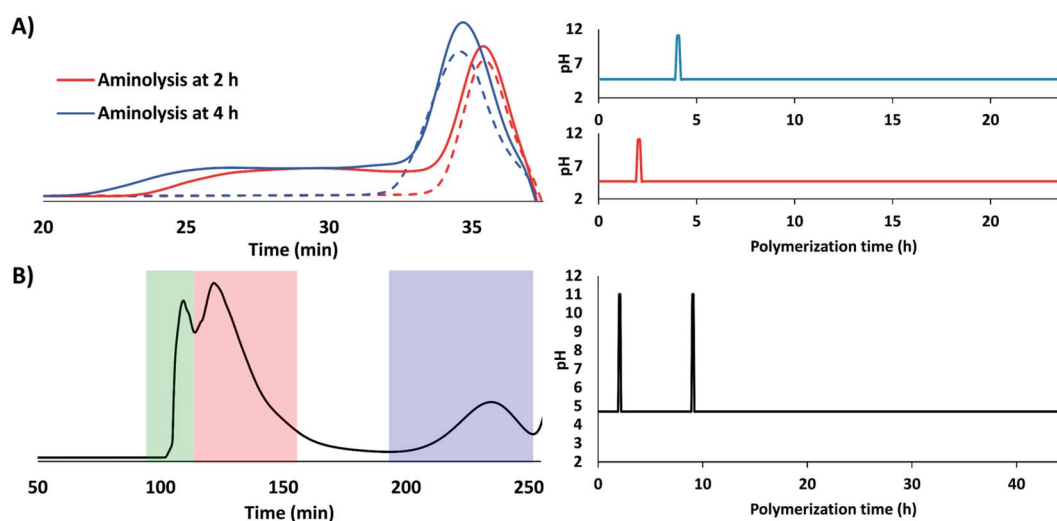 A)
Aminolysis at 2 h
Aminolysis at 4 h
20 25 30 35
Time (min)
pH
12
7
2
0 5 10 15 20
pH
12
7
2
0 5 10 15 20
Polymerization time (h)
B)
50 100 150 200 250
Time (min)
pH
12
11
10
9
8
7
6
5
4
3
2
0 10 20 30 40
Polymerization time (h)